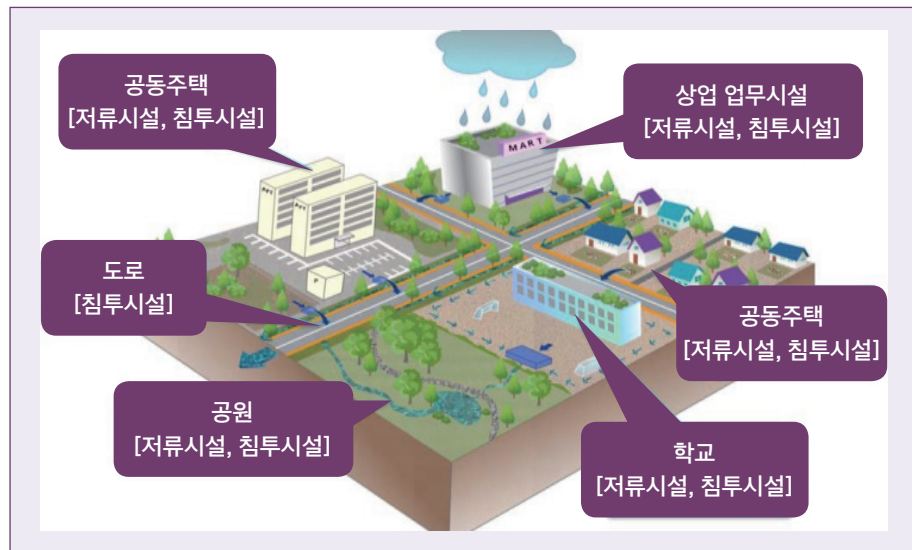 공동주택
[저류시설, 침투시설]
상업 업무시설
[저류시설, 침투시설]
MART
도로
[침투시설]
공동주택
[저류시설, 침투시설]
공원
[저류시설, 침투시설]
학교
[저류시설, 침투시설]
P